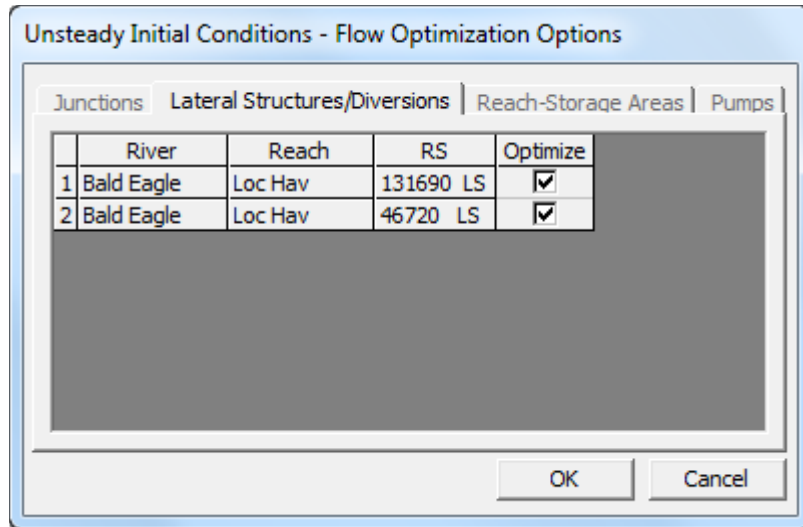 Unsteady Initial Conditions - Flow Optimization Options
Junctions Lateral Structures/Diversions Reach-Storage Areas Pumps
River Reach RS Optimize
1 Bald Eagle Loc Hav 131690 LS
2 Bald Eagle Loc Hav 46720 LS
OK Cancel